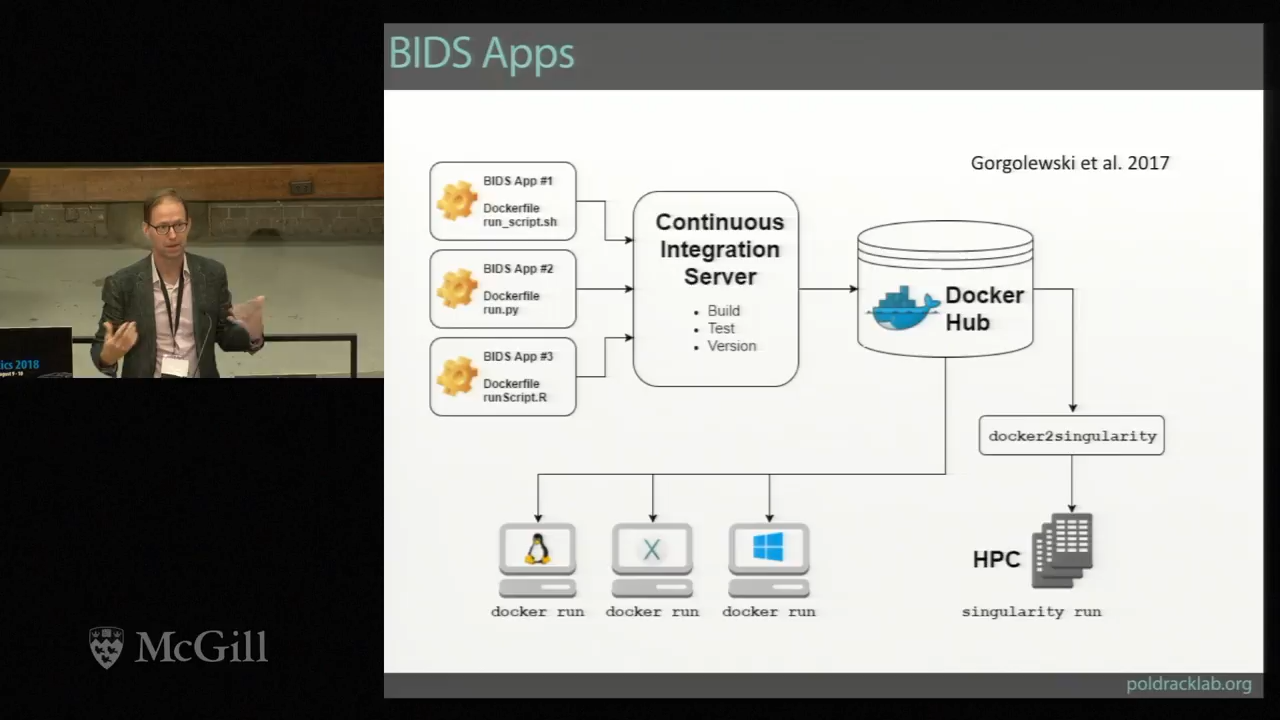 BIDS Apps
Gorgolewski et al. 2017
BIDS App #1
Dockerfile
run_script.sh
BIDS App #2
Dockerfile
run.py
BIDS App #3
Dockerfile
runScript.R
Continuous
Integration
Server
• Build
• Test
• Version
Docker
Hub
docker2singularity
X
HPC
docker run
docker run
docker run
singularity run
poldracklab.org
ics 2018
McGill